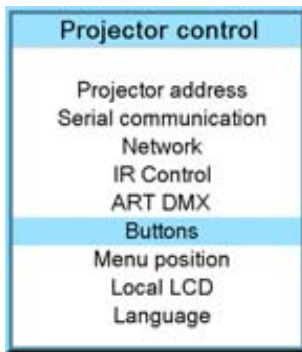 Projector control
Projector address
Serial communication
Network
IR Control
ART DMX
Buttons
Menu position
Local LCD
Language